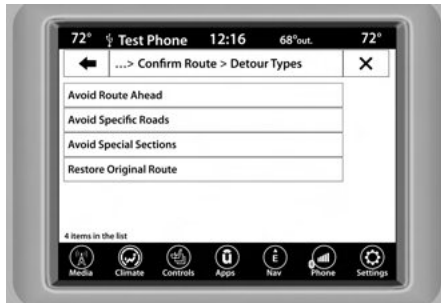 72° Test Phone 12:16 68°out. 72°
...> Confirm Route > Detour Types X
Avoid Route Ahead
Avoid Specific Roads
Avoid Special Sections
Restore Original Route
4 items in the list
ü E
Media Climate Controls Apps Nav Phone Settings